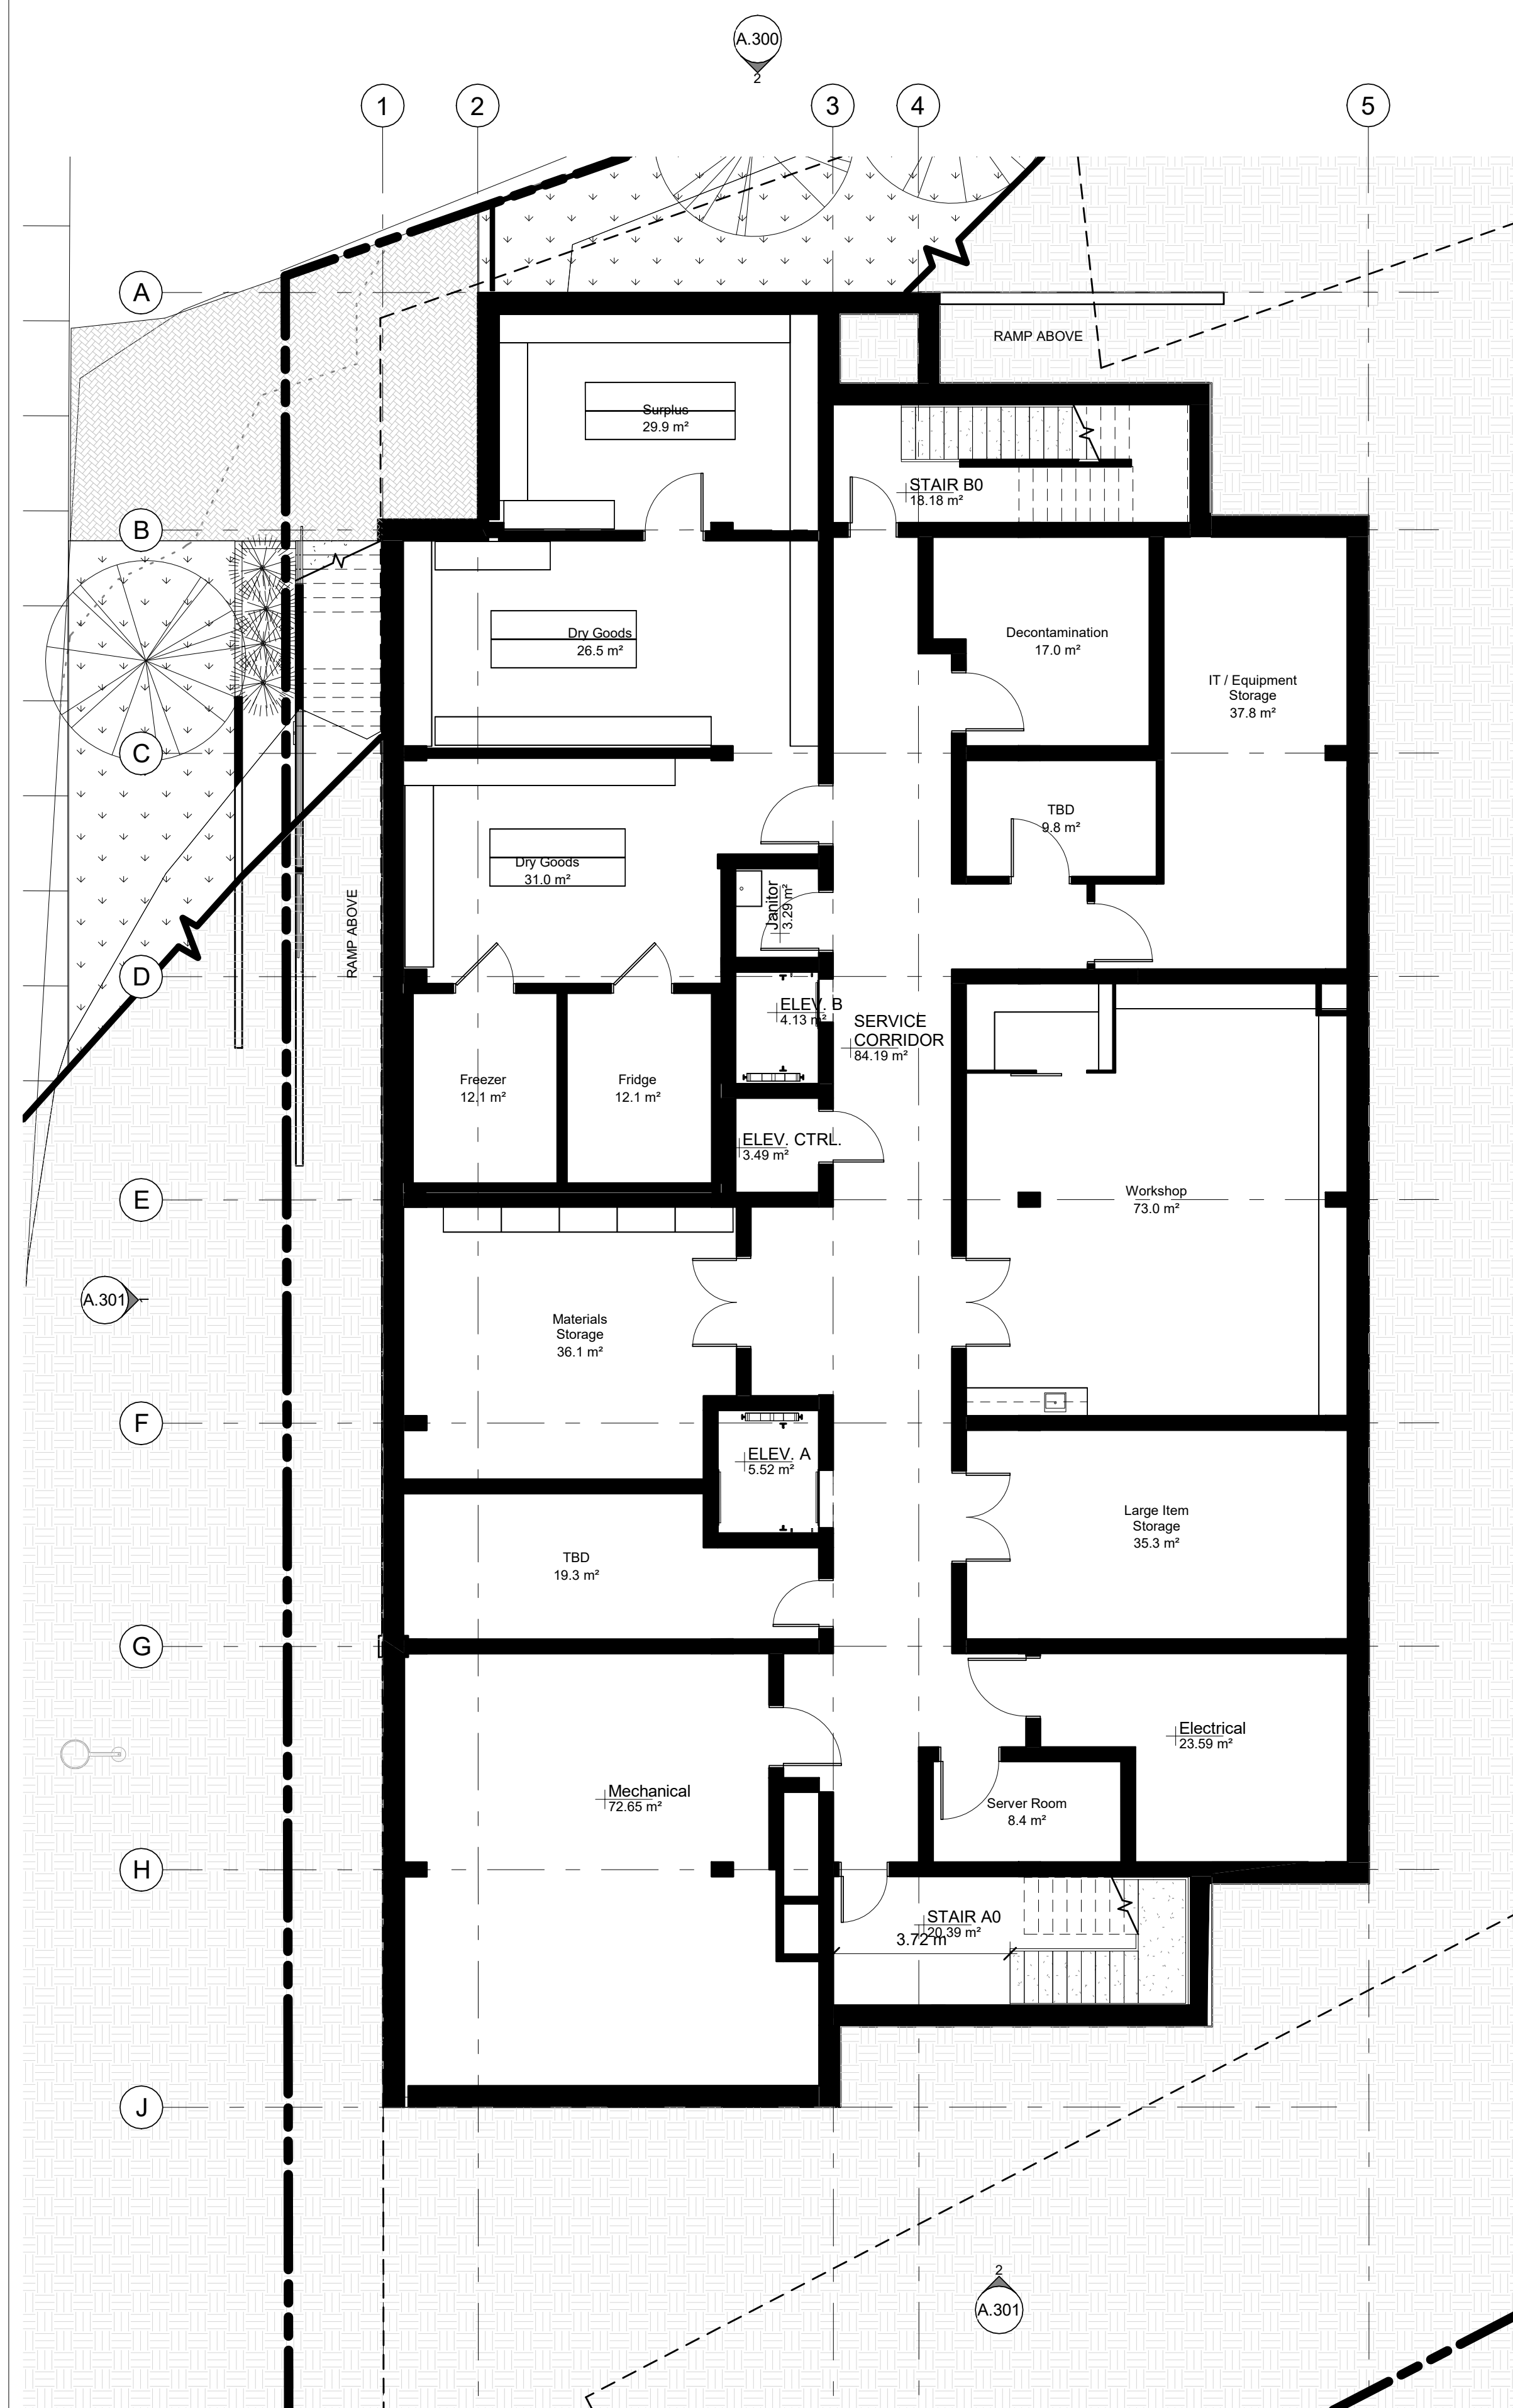 A.300
2
1
2
3
4
5
A
RAMP ABOVE
Surplus
29.9 m²
STAIR B0
18.18 m²
B
Dry Goods
26.5 m²
Decontamination
17.0 m²
IT / Equipment
Storage
37.8 m²
C
TBD
9.8 m²
Dry Goods
31.0 m²
Janitor
3.29 m²
RAMP ABOVE
D
ELEV. B
4.13 m²
SERVICE
CORRIDOR
84.19 m²
Freezer
12.1 m²
Fridge
12.1 m²
ELEV. CTRL.
3.49 m²
E
Workshop
73.0 m²
A.301
1
Materials
Storage
36.1 m²
F
ELEV. A
5.52 m²
Large Item
Storage
35.3 m²
TBD
19.3 m²
G
Electrical
23.59 m²
Mechanical
72.65 m²
Server Room
8.4 m²
H
STAIR A0
20.39 m²
3.72 m
J
2
A.301